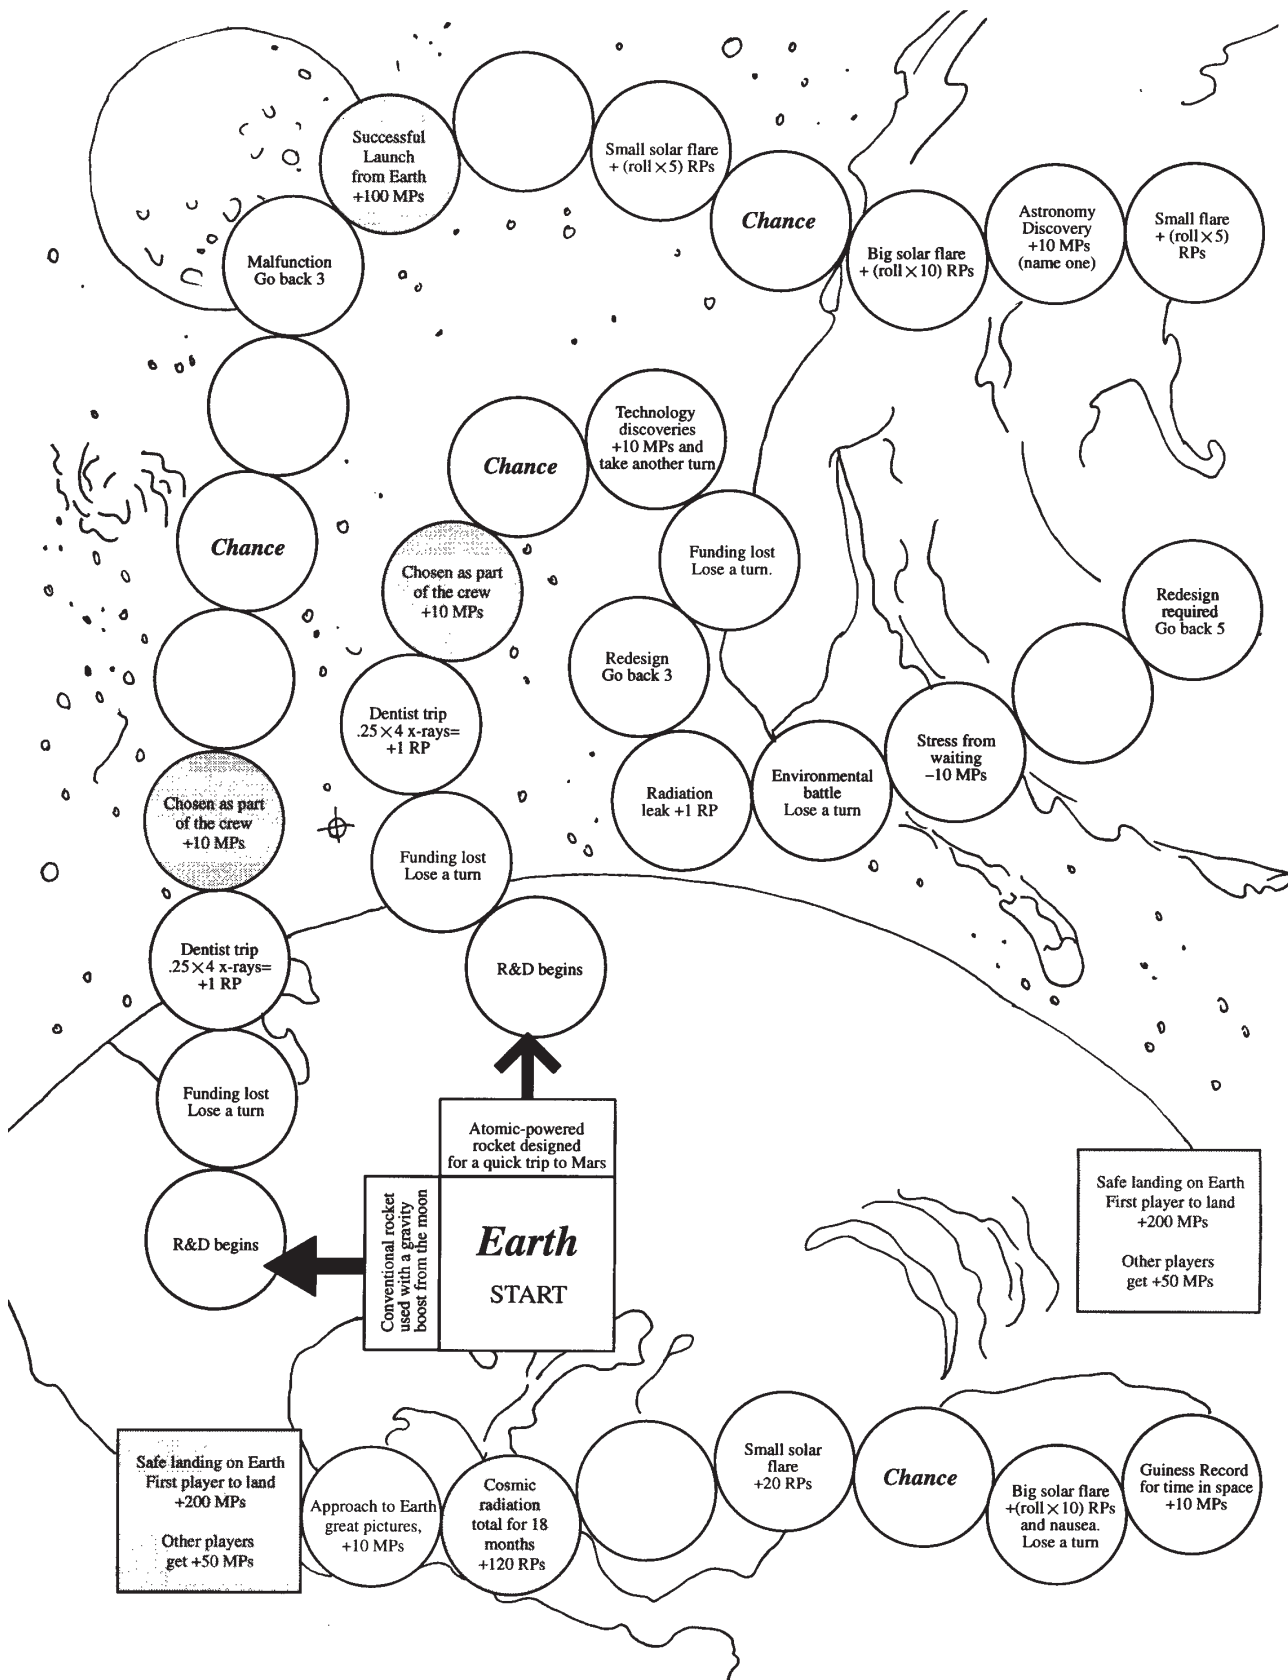 Successful
Launch
from Earth
+100 MPs
Small solar flare
+ (roll × 5) RPs
Chance
Big solar flare
+ (roll × 10) RPs
Astronomy
Discovery
+10 MPs
(name one)
Small flare
+ (roll × 5)
RPs
Malfunction
Go back 3
Chance
Chosen as part
of the crew
+10 MPs
Dentist trip
.25 × 4 x-rays=
+1 RP
Funding lost
Lose a turn
R&D begins
Technology
discoveries
+10 MPs and
take another turn
Chance
Funding lost
Lose a turn.
Chosen as part
of the crew
+10 MPs
Redesign
Go back 3
Dentist trip
.25 × 4 x-rays=
+1 RP
Radiation
leak +1 RP
Environmental
battle
Lose a turn
Stress from
waiting
–10 MPs
Redesign
required
Go back 5
Funding lost
Lose a turn
R&D begins
Atomic-powered
rocket designed
for a quick trip to Mars
Conventional rocket
used with a gravity
boost from the moon
Earth
START
Safe landing on Earth
First player to land
+200 MPs
Other players
get +50 MPs
Safe landing on Earth
First player to land
+200 MPs
Other players
get +50 MPs
Approach to Earth
great pictures,
+10 MPs
Cosmic
radiation
total for 18
months
+120 RPs
Small solar
flare
+20 RPs
Chance
Big solar flare
+(roll × 10) RPs
and nausea.
Lose a turn
Guiness Record
for time in space
+10 MPs